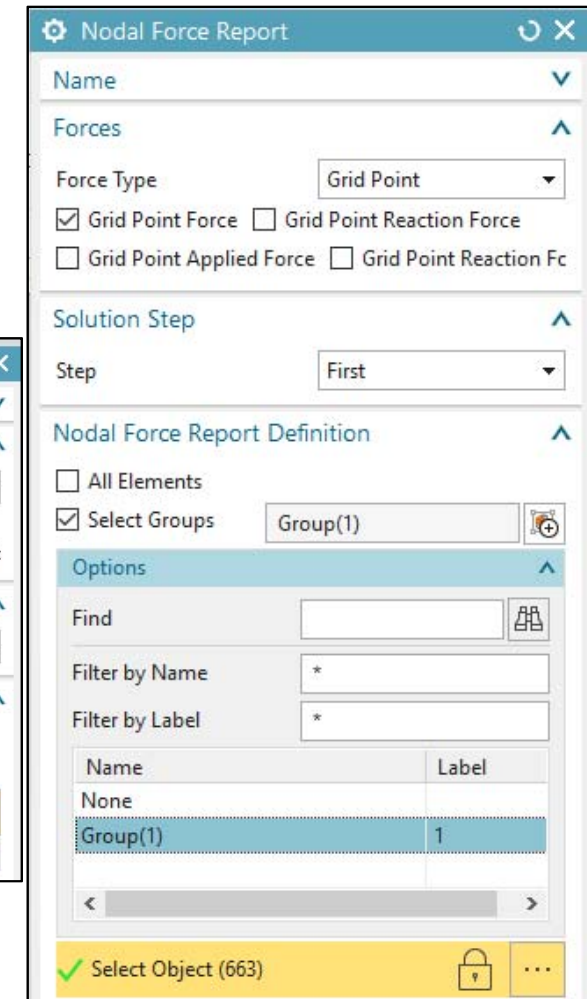 Nodal Force Report
Name
Forces
Force Type Grid Point
Grid Point Force Grid Point Reaction Force
Grid Point Applied Force Grid Point Reaction Fc
Solution Step
Step First
Nodal Force Report Definition
All Elements
Select Groups Group(1)
Options
Find
Filter by Name *
Filter by Label *
Name Label
None
Group(1) 1
Select Object (663) ...